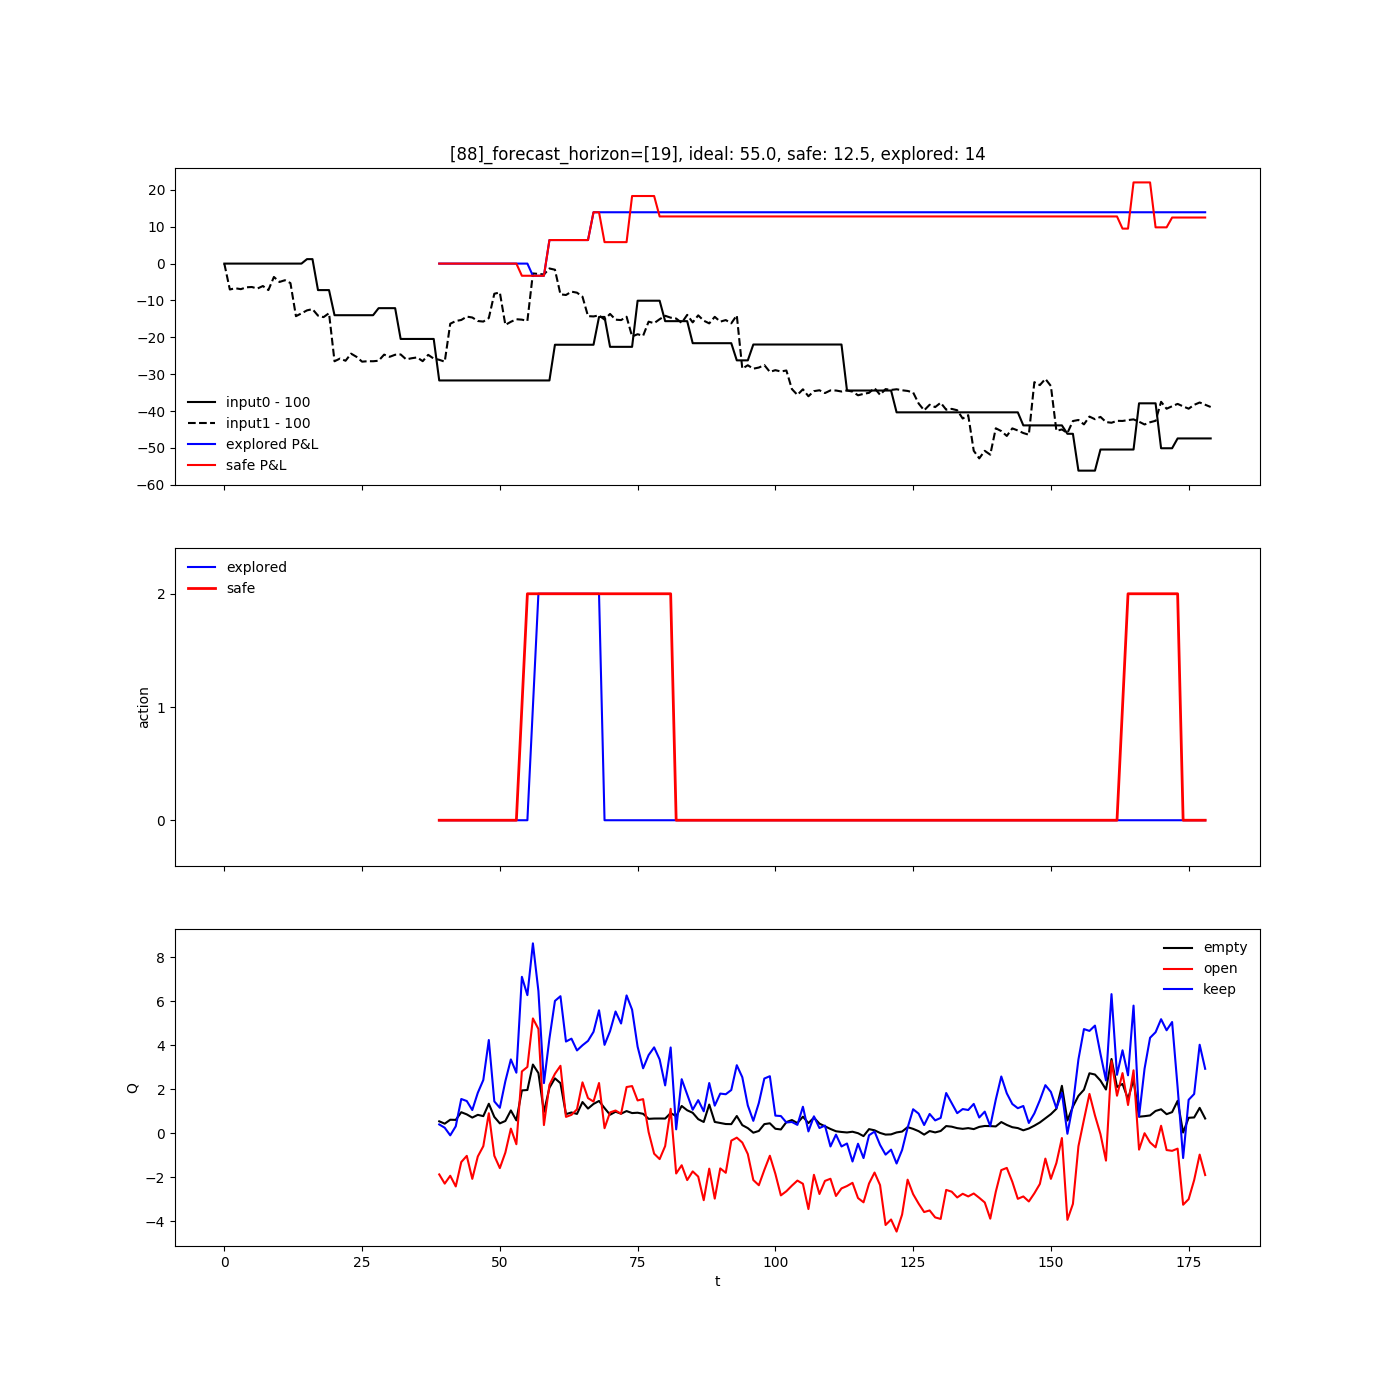 [88]_forecast_horizon=[19], ideal: 55.0, safe: 12.5, explored: 14
20
10
0
−10
−20
−30
−40
−50
−60
input0 - 100
input1 - 100
explored P&L
safe P&L
explored
safe
2
1
0
action
empty
open
keep
8
6
4
2
0
−2
−4
Q
0 25 50 75 100 125 150 175
t